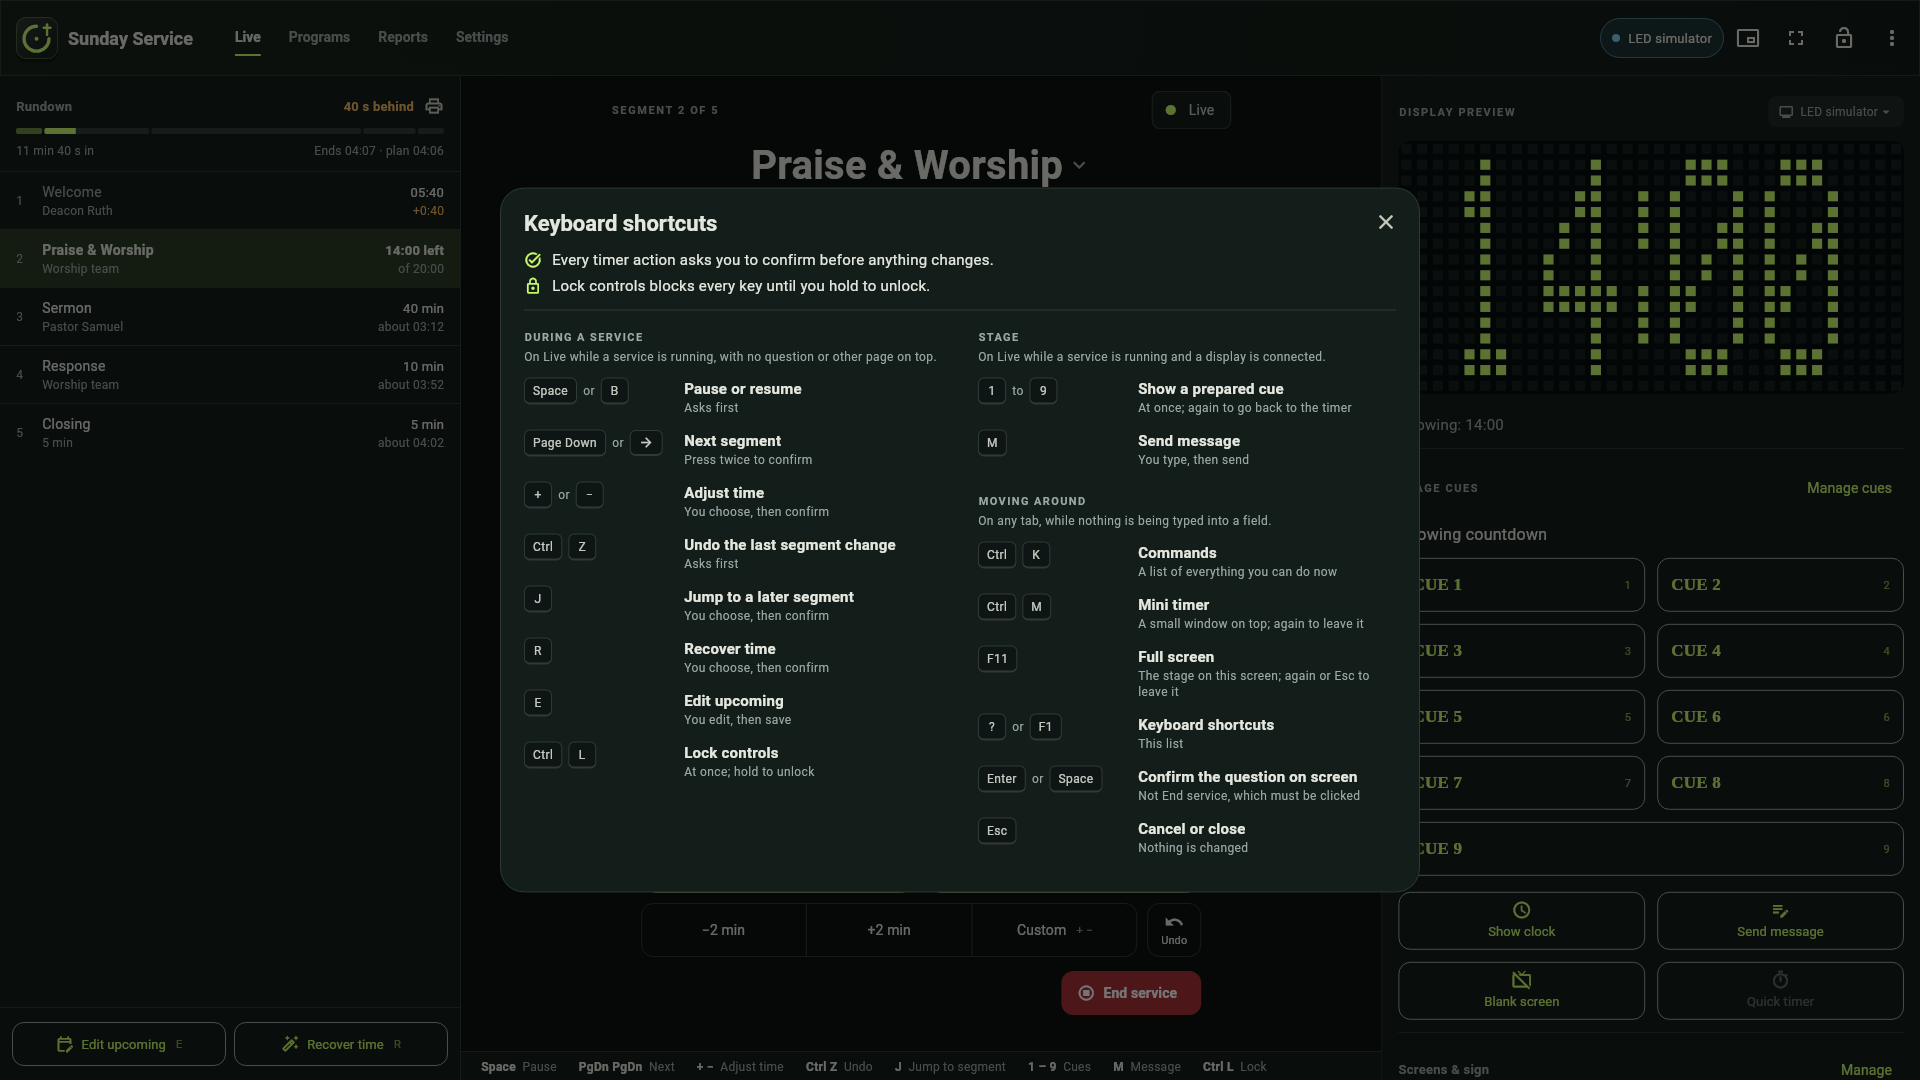 Sunday Service
Live
Programs
Reports
Settings
LED simulator
Rundown
40 s behind
11 min 40 s in
Ends 04:07 · plan 04:06
1
Welcome
05:40
Deacon Ruth
+0:40
2
Praise & Worship
14:00 left
Worship team
of 20:00
3
Sermon
40 min
Pastor Samuel
about 03:12
4
Response
10 min
Worship team
about 03:52
5
Closing
5 min
5 min
about 04:02
Edit upcoming E
Recover time R
SEGMENT 2 OF 5
Live
Praise & Worship
Keyboard shortcuts
Every timer action asks you to confirm before anything changes.
Lock controls blocks every key until you hold to unlock.
DURING A SERVICE
On Live while a service is running, with no question or other page on top.
Space or B
Pause or resume
Asks first
Page Down or →
Next segment
Press twice to confirm
+ or −
Adjust time
You choose, then confirm
Ctrl Z
Undo the last segment change
Asks first
J
Jump to a later segment
You choose, then confirm
R
Recover time
You choose, then confirm
E
Edit upcoming
You edit, then save
Ctrl L
Lock controls
At once; hold to unlock
STAGE
On Live while a service is running and a display is connected.
1 to 9
Show a prepared cue
At once; again to go back to the timer
M
Send message
You type, then send
MOVING AROUND
On any tab, while nothing is being typed into a field.
Ctrl K
Commands
A list of everything you can do now
Ctrl M
Mini timer
A small window on top; again to leave it
F11
Full screen
The stage on this screen; again or Esc to
leave it
? or F1
Keyboard shortcuts
This list
Enter or Space
Confirm the question on screen
Not End service, which must be clicked
Esc
Cancel or close
Nothing is changed
−2 min
+2 min
Custom + −
Undo
End service
Space Pause
PgDn PgDn Next
+ − Adjust time
Ctrl Z Undo
J Jump to segment
1 – 9 Cues
M Message
Ctrl L Lock
DISPLAY PREVIEW
LED simulator
14:00
owing: 14:00
AGE CUES
Manage cues
owing countdown
CUE 1 1
CUE 2 2
CUE 3 3
CUE 4 4
CUE 5 5
CUE 6 6
CUE 7 7
CUE 8 8
CUE 9 9
Show clock
Send message
Blank screen
Quick timer
Screens & sign
Manage